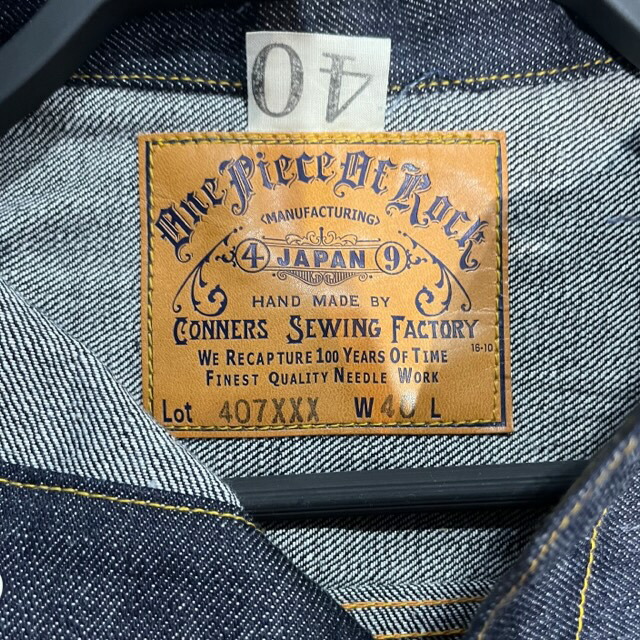 40
One Piece Of Rock
<MANUFACTURING>
4 JAPAN 9
HAND MADE BY
CONNERS SEWING FACTORY
WE RECAPTURE 100 YEARS OF TIME 16-10
FINEST QUALITY NEEDLE WORK
Lot 407XXX W 40 L